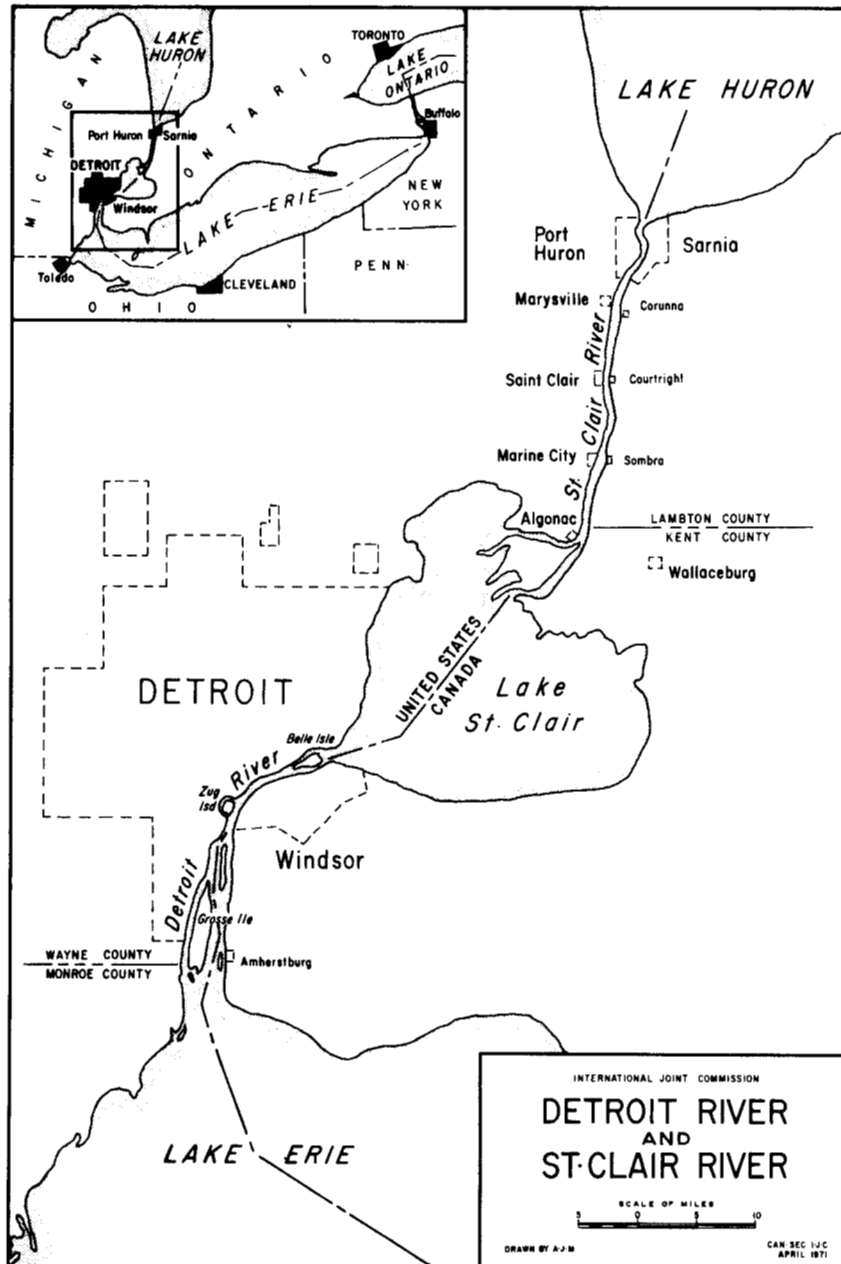 LAKE
HURON
TORONTO
LAKE
ONTARIO
MICHIGAN
ONTARIO
Port Huron
Sarnia
Buffalo
DETROIT
Windsor
NEW
YORK
LAKE ERIE
Toledo
CLEVELAND
PENN.
OHIO
LAKE HURON
Port
Huron
Sarnia
Marysville
Corunna
St. Clair River
Saint Clair
Courtright
Marine City
Sombra
Algonac
LAMBTON COUNTY
KENT COUNTY
Wallaceburg
UNITED STATES
CANADA
Lake
St. Clair
DETROIT
Belle Isle
Detroit River
Zug
Isd
Windsor
Grosse Ile
WAYNE COUNTY
MONROE COUNTY
Amherstburg
LAKE ERIE
INTERNATIONAL JOINT COMMISSION
DETROIT RIVER
AND
ST. CLAIR RIVER
SCALE OF MILES
5 0 5 10
DRAWN BY A·J·M
CAN·SEC I·J·C
APRIL 1971